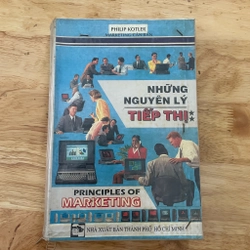 PHILIP KOTLER
NHỮNG
NGUYÊN LÝ
TIẾP THỊ
PRINCIPLES OF
MARKETING
NHÀ XUẤT BẢN THÀNH PHỐ HỒ CHÍ MINH